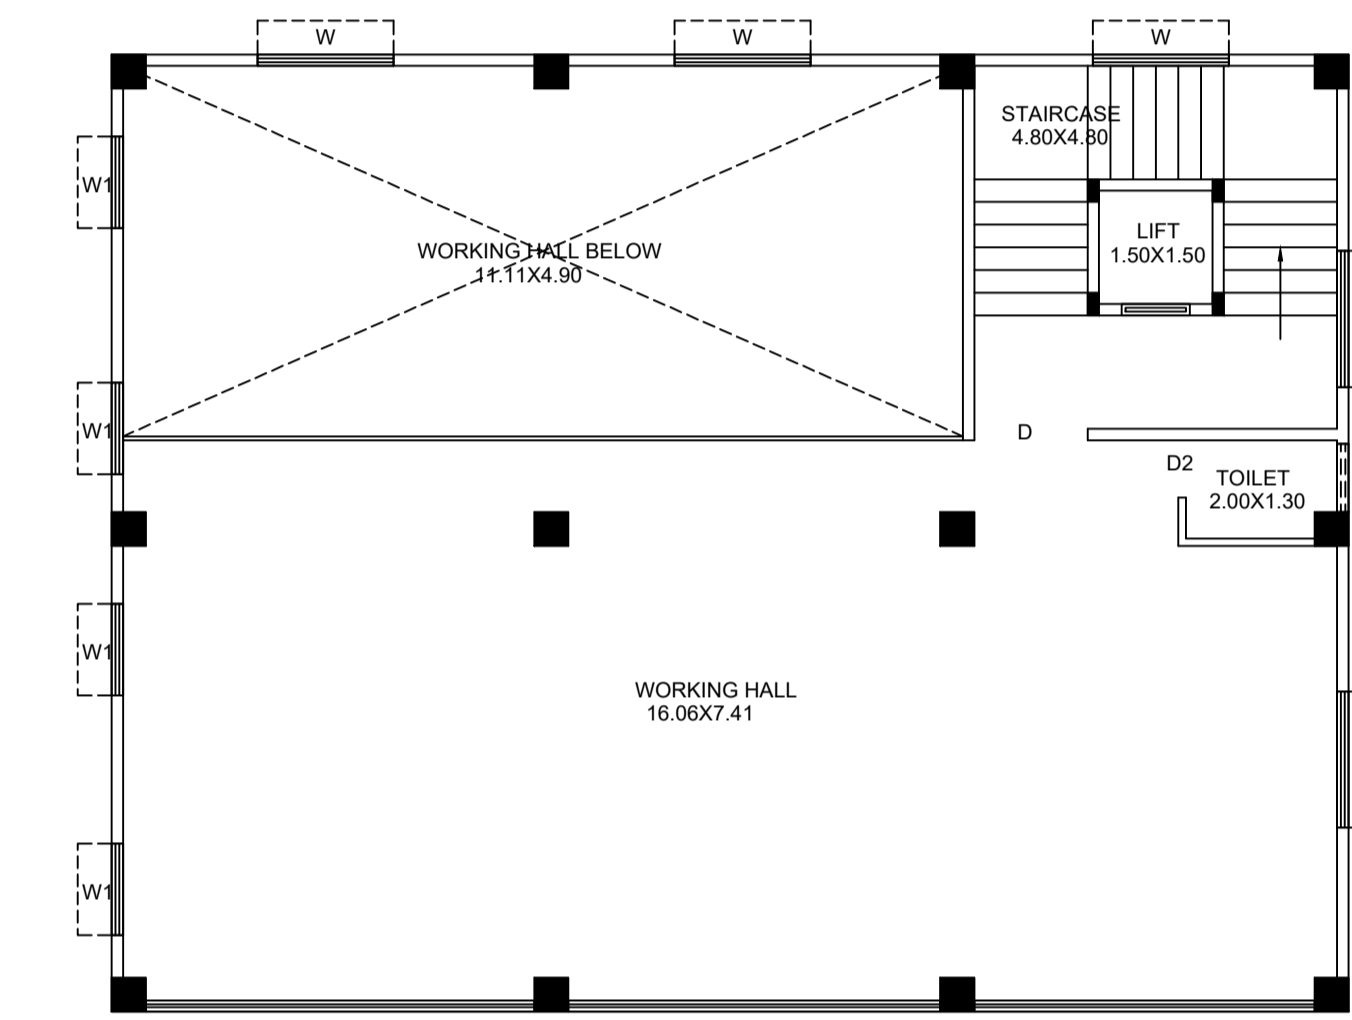 W
W
W
STAIRCASE
4.80X4.80
W1
LIFT
1.50X1.50
WORKING HALL BELOW
11.11X4.90
W1
D
D2
TOILET
2.00X1.30
W1
WORKING HALL
16.06X7.41
W1